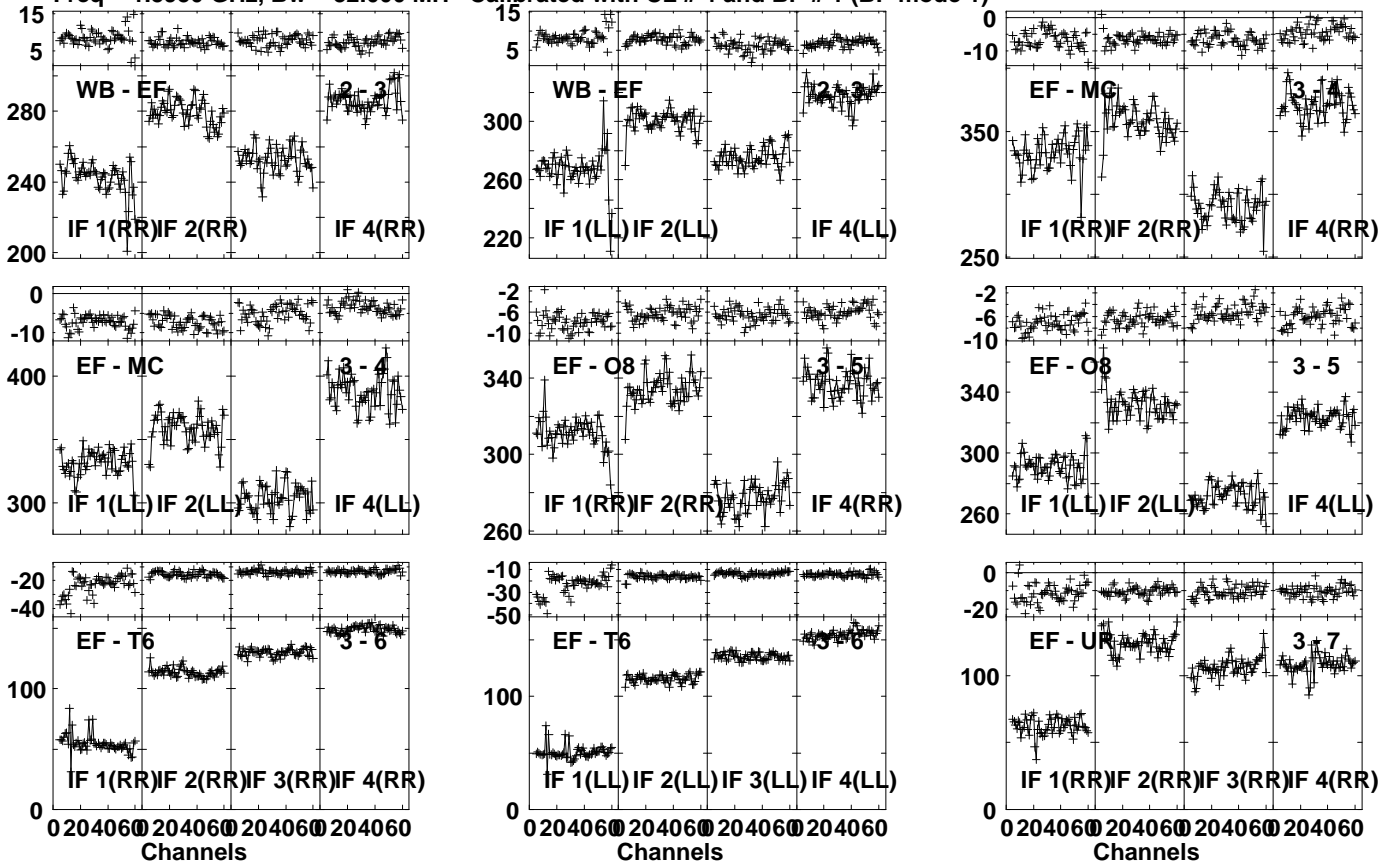 15
5
WB - EF
2 - 3
280
240
200
IF 1(RR) IF 2(RR) IF 4(RR)
15
5
WB - EF
2 - 3
300
260
220
IF 1(LL) IF 2(LL) IF 4(LL)
0
-10
EF - MC
3 - 4
350
250
IF 1(RR) IF 2(RR) IF 4(RR)
0
-10
EF - MC
3 - 4
400
300
IF 1(LL) IF 2(LL) IF 4(LL)
-2
-6
-10
EF - O8
3 - 5
340
300
260
IF 1(RR) IF 2(RR) IF 4(RR)
-2
-6
-10
EF - O8
3 - 5
340
300
260
IF 1(LL) IF 2(LL) IF 4(LL)
-20
-40
EF - T6
3 - 6
100
0
IF 1(RR) IF 2(RR) IF 3(RR) IF 4(RR)
0 204060 0 204060 0 204060 0 204060
Channels
-10
-30
-50
EF - T6
3 - 6
100
0
IF 1(LL) IF 2(LL) IF 3(LL) IF 4(LL)
0 204060 0 204060 0 204060 0 204060
Channels
0
-20
EF - UR
3 - 7
100
0
IF 1(RR) IF 2(RR) IF 3(RR) IF 4(RR)
0 204060 0 204060 0 204060 0 204060
Channels